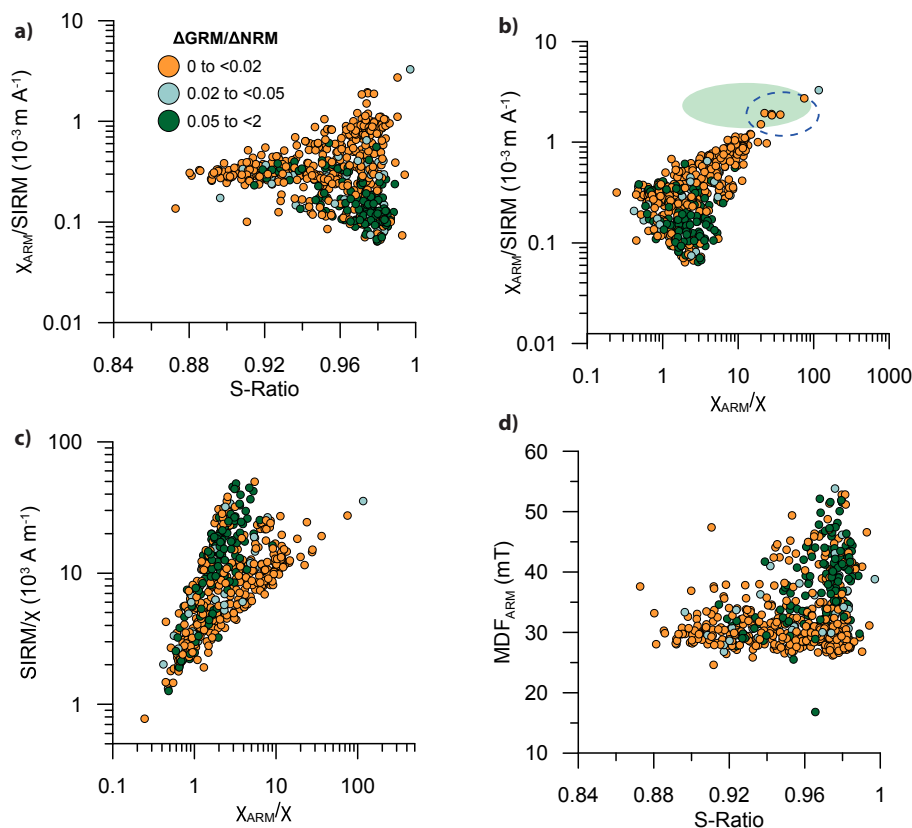 a)
ΔGRM/ΔNRM
0 to <0.02
0.02 to <0.05
0.05 to <2
10
1
0.1
0.01
χARM/SIRM (10⁻³ m A⁻¹)
0.84 0.88 0.92 0.96 1
S-Ratio
b)
10
1
0.1
0.01
χARM/SIRM (10⁻³ m A⁻¹)
0.1 1 10 100 1000
χARM/χ
c)
100
10
1
SIRM/χ (10³ A m⁻¹)
0.1 1 10 100
χARM/χ
d)
60
50
40
30
20
10
MDFARM (mT)
0.84 0.88 0.92 0.96 1
S-Ratio